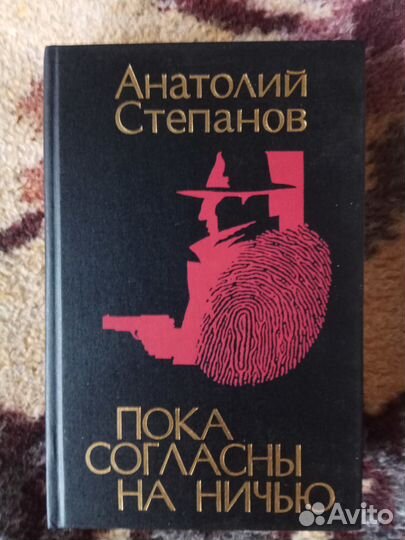 Анатолий
Степанов
ПОКА
СОГЛАСНЫ
НА НИЧЬЮ
Avito